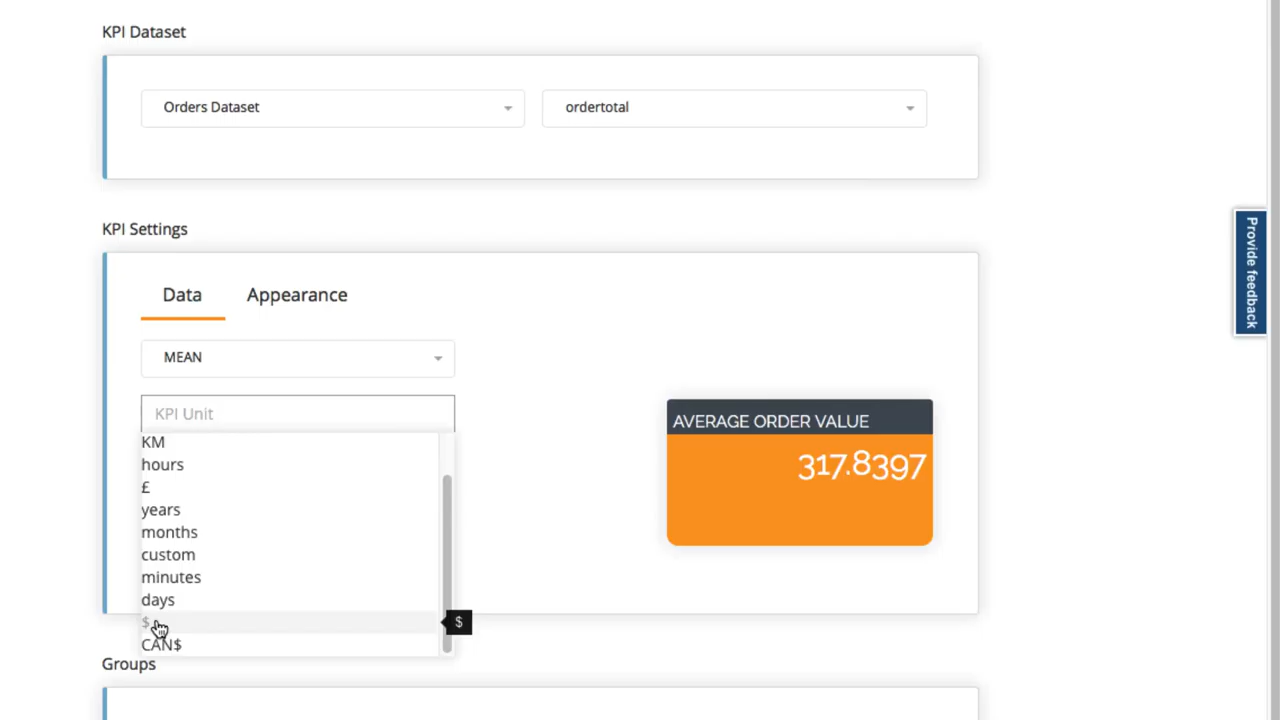 KPI Dataset
Orders Dataset
ordertotal
KPI Settings
Data
Appearance
MEAN
KPI Unit
KM
hours
£
years
months
custom
minutes
days
$
$
CAN$
AVERAGE ORDER VALUE
317.8397
Groups
Provide feedback